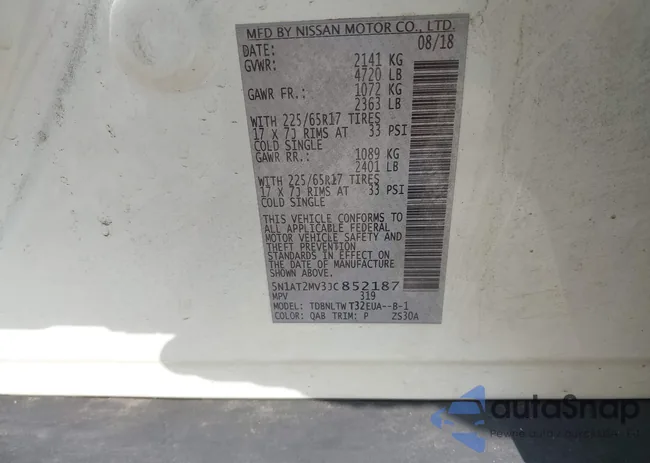 MFD BY NISSAN MOTOR CO., LTD.
DATE: 08/18
GVWR: 2141 KG
4720 LB
GAWR FR.: 1072 KG
2363 LB
WITH 225/65R17 TIRES
17 X 7J RIMS AT 33 PSI
COLD SINGLE
GAWR RR.: 1089 KG
2401 LB
WITH 225/65R17 TIRES
17 X 7J RIMS AT 33 PSI
COLD SINGLE
THIS VEHICLE CONFORMS TO
ALL APPLICABLE FEDERAL
MOTOR VEHICLE SAFETY AND
THEFT PREVENTION
STANDARDS IN EFFECT ON THE
DATE OF MANUFACTURE
SHOWN ABOVE.
5N1AT2MV3JC852187
MPV 319
MODEL: TDBNLTW T32EUA--B-1
COLOR: QAB TRIM: P ZS30A
autoSnap